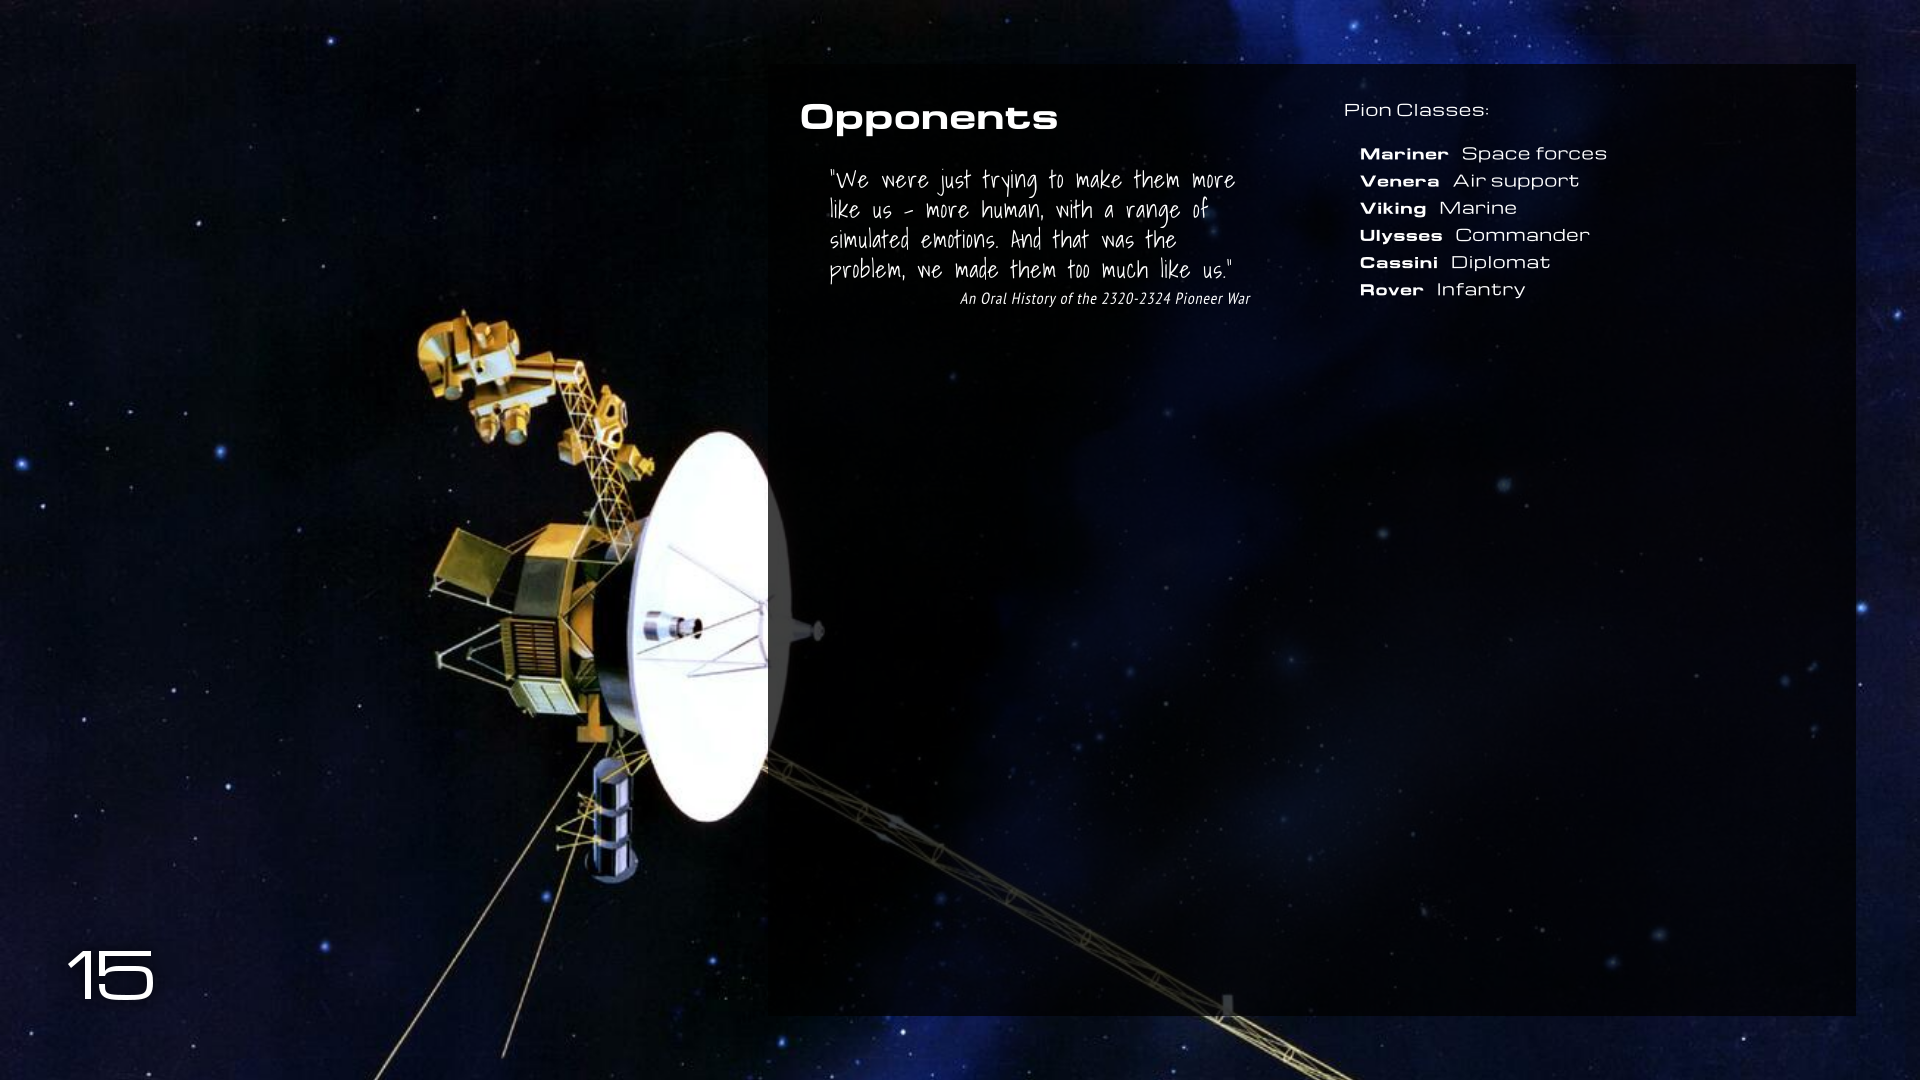 Opponents
"We were just trying to make them more
like us - more human, with a range of
simulated emotions. And that was the
problem, we made them too much like us."
An Oral History of the 2320-2324 Pioneer War
Pion Classes:
Mariner Space forces
Venera Air support
Viking Marine
Ulysses Commander
Cassini Diplomat
Rover Infantry
15